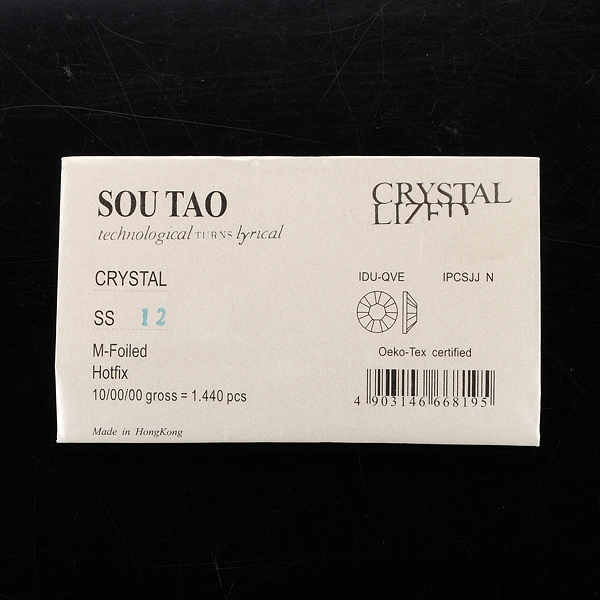 SOU TAO
technological TURNS lyrical
CRYSTAL
LIZED
CRYSTAL
SS 12
M-Foiled
Hotfix
10/00/00 gross = 1.440 pcs
Made in HongKong
IDU-QVE IPCSJJ N
Oeko-Tex certified
4 903146 668195